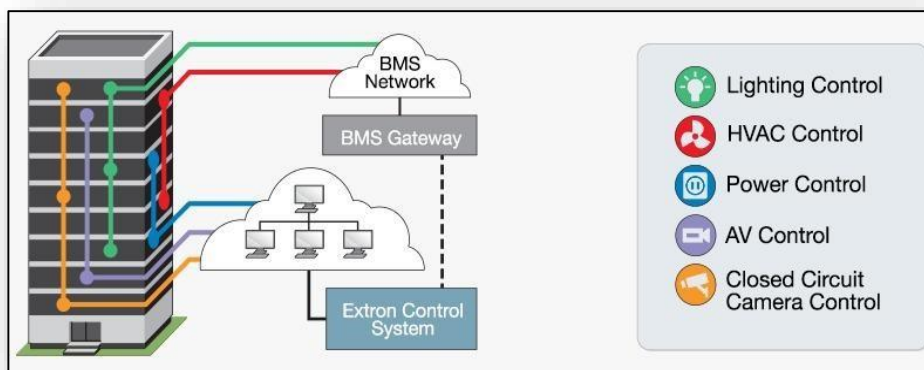 BMS
Network
BMS Gateway
Extron Control
System
Lighting Control
HVAC Control
Power Control
AV Control
Closed Circuit
Camera Control